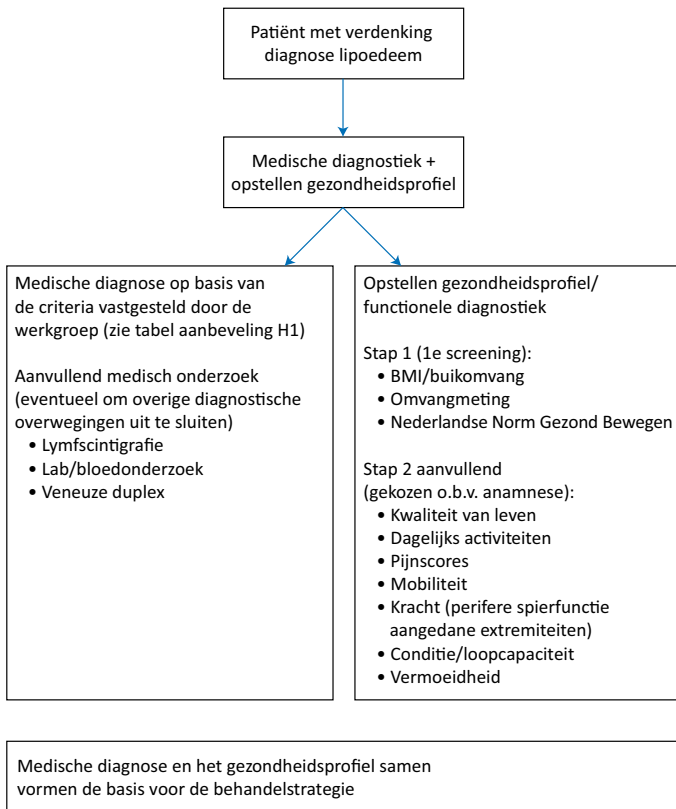 Patiënt met verdenking
diagnose lipoedeem
Medische diagnostiek +
opstellen gezondheidsprofiel
Medische diagnose op basis van
de criteria vastgesteld door de
werkgroep (zie tabel aanbeveling H1)
Aanvullend medisch onderzoek
(eventueel om overige diagnostische
overwegingen uit te sluiten)
• Lymfscintigrafie
• Lab/bloedonderzoek
• Veneuze duplex
Opstellen gezondheidsprofiel/
functionele diagnostiek
Stap 1 (1e screening):
• BMI/buikomvang
• Omvangmeting
• Nederlandse Norm Gezond Bewegen
Stap 2 aanvullend
(gekozen o.b.v. anamnese):
• Kwaliteit van leven
• Dagelijks activiteiten
• Pijnscores
• Mobiliteit
• Kracht (perifere spierfunctie
aangedane extremiteiten)
• Conditie/loopcapaciteit
• Vermoeidheid
Medische diagnose en het gezondheidsprofiel samen
vormen de basis voor de behandelstrategie